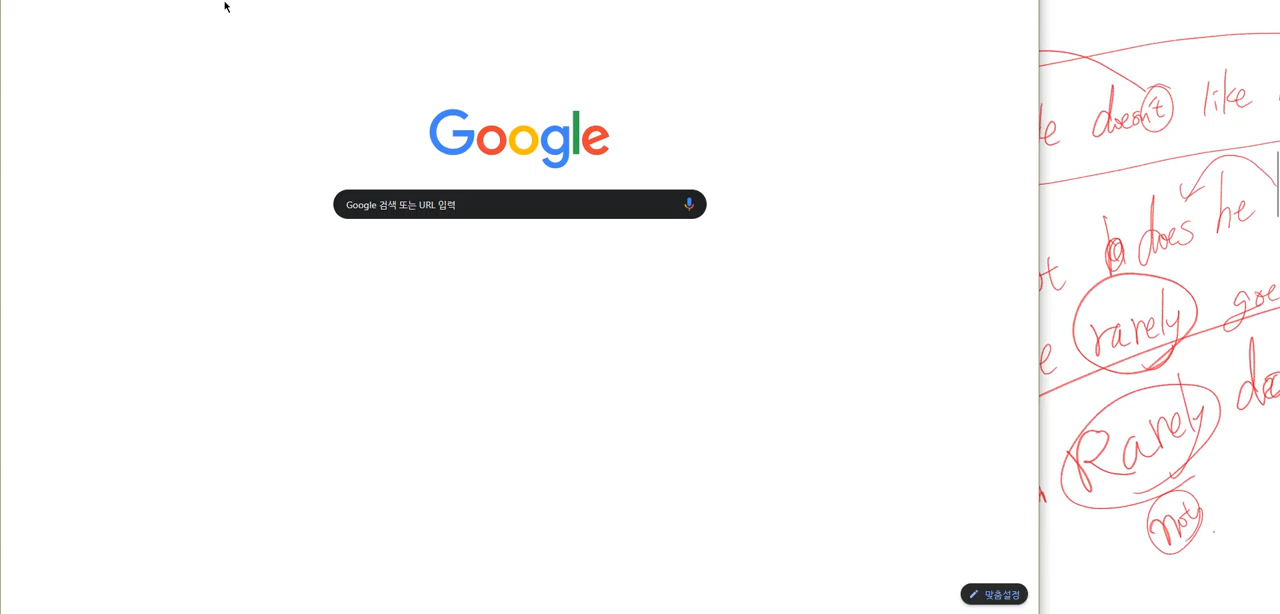 Google
Google 검색 또는 URL 입력
맞춤설정
doesn't like
does he
rarely
Rarely
not